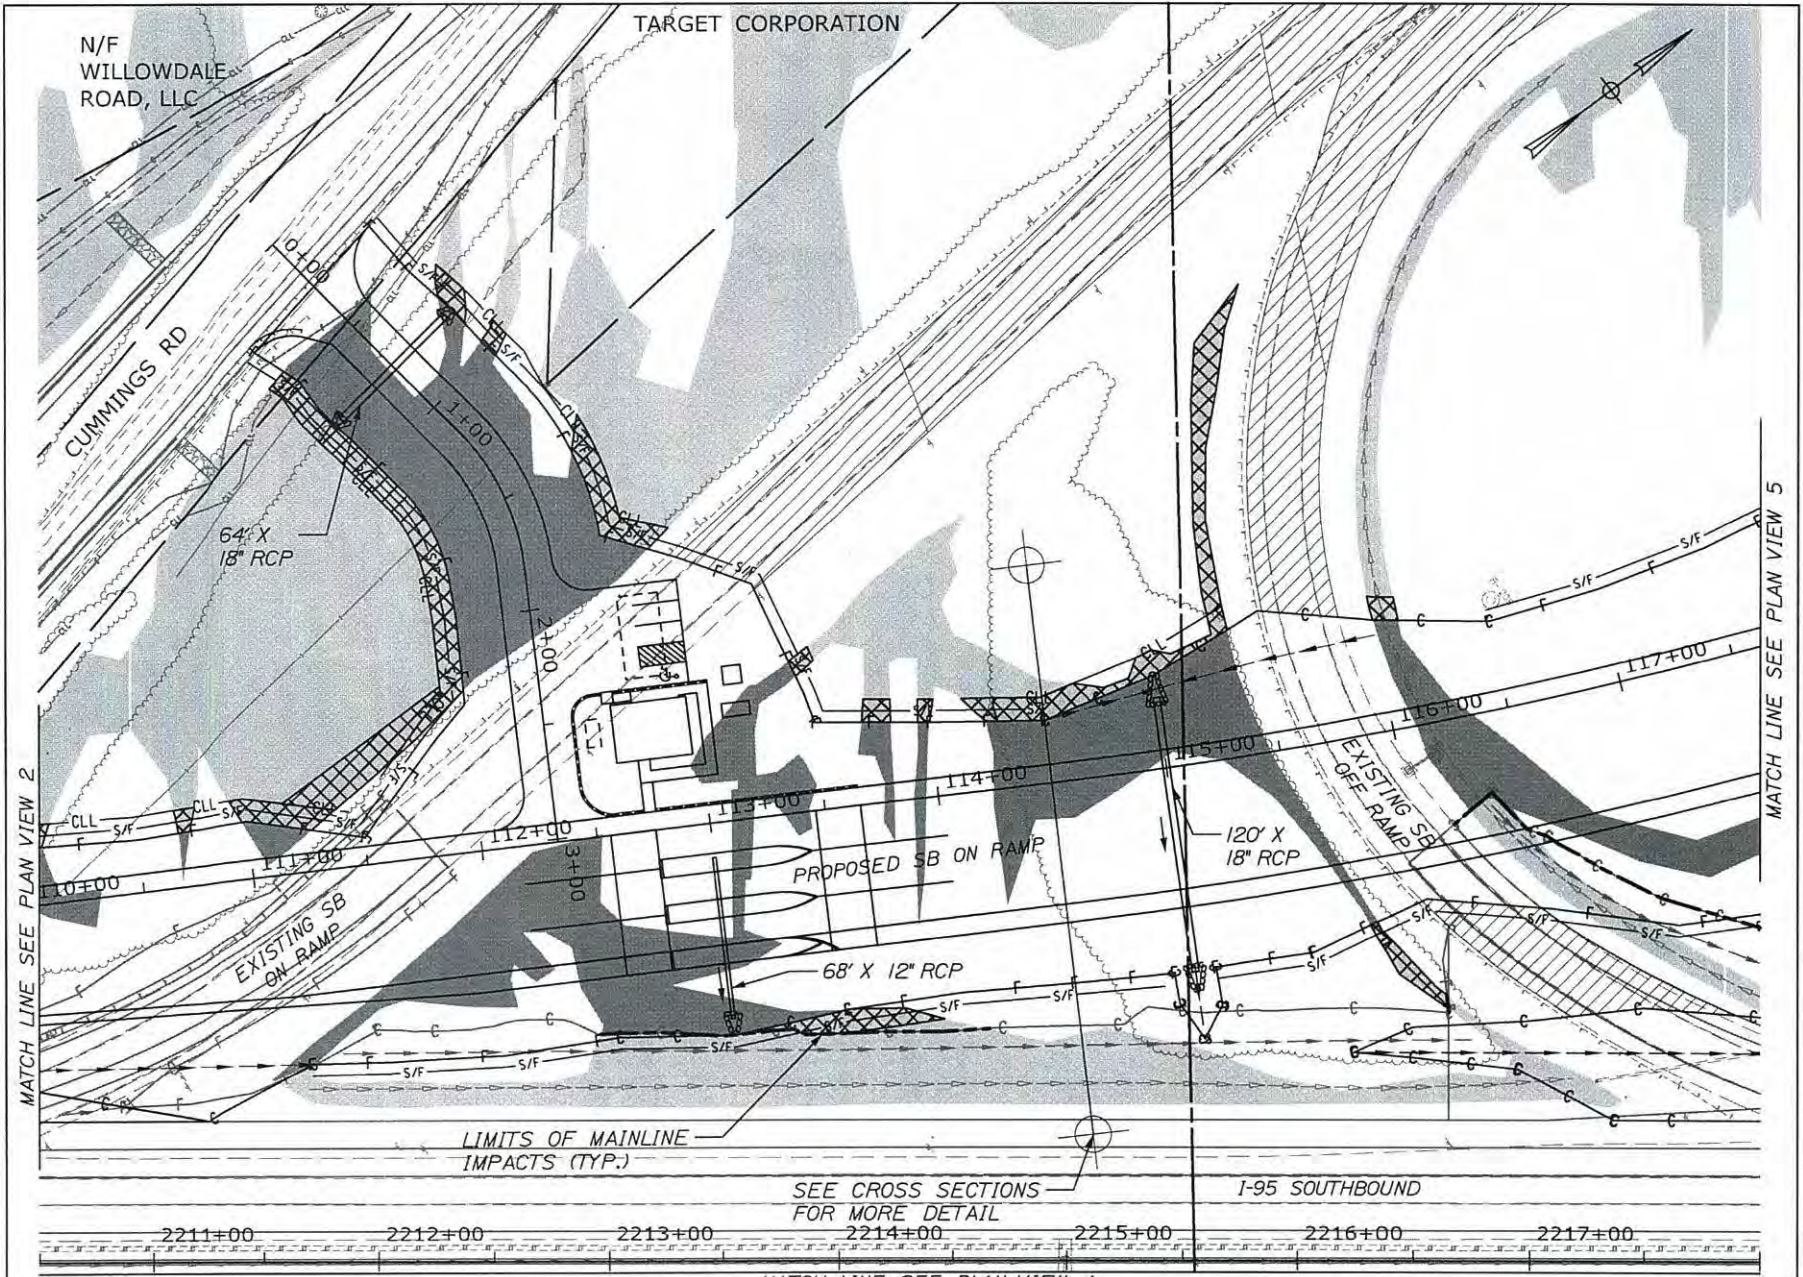 TARGET CORPORATION
N/F
WILLOWDALE
ROAD, LLC
CUMMINGS RD
0+00
1+00
2+00
3+00
64' X
18" RCP
MATCH LINE SEE PLAN VIEW 2
MATCH LINE SEE PLAN VIEW 5
110+00
111+00
112+00
113+00
114+00
115+00
116+00
117+00
EXISTING SB
ON RAMP
PROPOSED SB ON RAMP
EXISTING SB
OFF RAMP
120' X
18" RCP
68' X 12" RCP
LIMITS OF MAINLINE
IMPACTS (TYP.)
SEE CROSS SECTIONS
FOR MORE DETAIL
I-95 SOUTHBOUND
2211+00
2212+00
2213+00
2214+00
2215+00
2216+00
2217+00